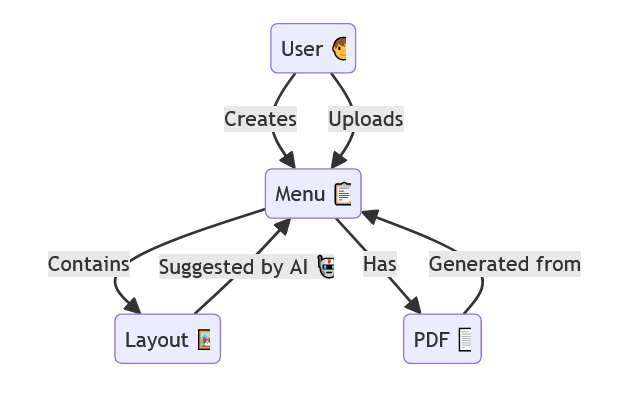 User 🧑
Creates
Uploads
Menu 📋
Contains
Suggested by AI 🤖
Has
Generated from
Layout 🖼️
PDF 📄